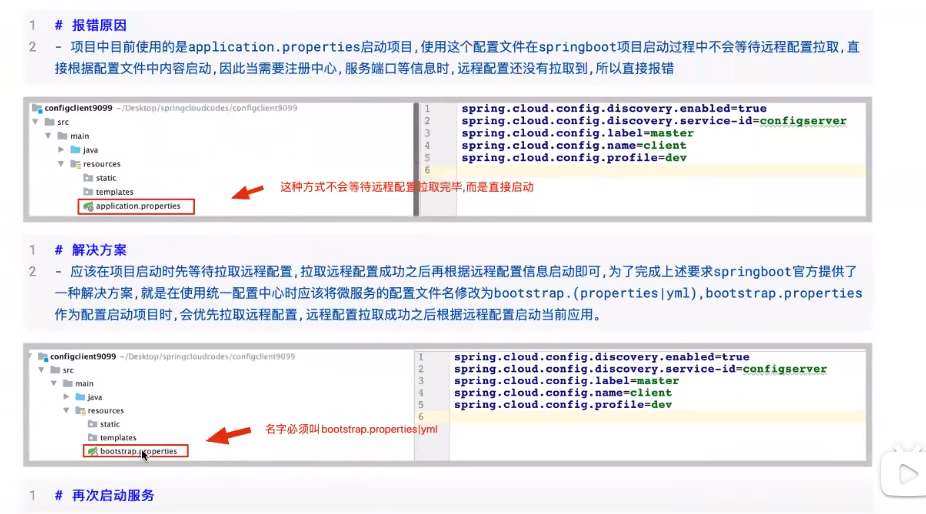 1 # 报错原因
2 - 项目中目前使用的是application.properties启动项目,使用这个配置文件在springboot项目启动过程中不会等待远程配置拉取,直
接根据配置文件中内容启动,因此当需要注册中心,服务端口等信息时,远程配置还没有拉取到,所以直接报错
configclient9099 ~/Desktop/springcloudcodes/configclient9099
src
main
java
resources
static
templates
application.properties
1 spring.cloud.config.discovery.enabled=true
2 spring.cloud.config.discovery.service-id=configserver
3 spring.cloud.config.label=master
4 spring.cloud.config.name=client
5 spring.cloud.config.profile=dev
6
这种方式不会等待远程配置拉取完毕,而是直接启动
1 # 解决方案
2 - 应该在项目启动时先等待拉取远程配置,拉取远程配置成功之后再根据远程配置信息启动即可,为了完成上述要求springboot官方提供了
一种解决方案,就是在使用统一配置中心时应该将微服务的配置文件名修改为bootstrap.(properties|yml),bootstrap.properties
作为配置启动项目时,会优先拉取远程配置,远程配置拉取成功之后根据远程配置启动当前应用。
configclient9099 ~/Desktop/springcloudcodes/configclient9099
src
main
java
resources
static
templates
bootstrap.properties
1 spring.cloud.config.discovery.enabled=true
2 spring.cloud.config.discovery.service-id=configserver
3 spring.cloud.config.label=master
4 spring.cloud.config.name=client
5 spring.cloud.config.profile=dev
6
名字必须叫bootstrap.properties|yml
1 # 再次启动服务